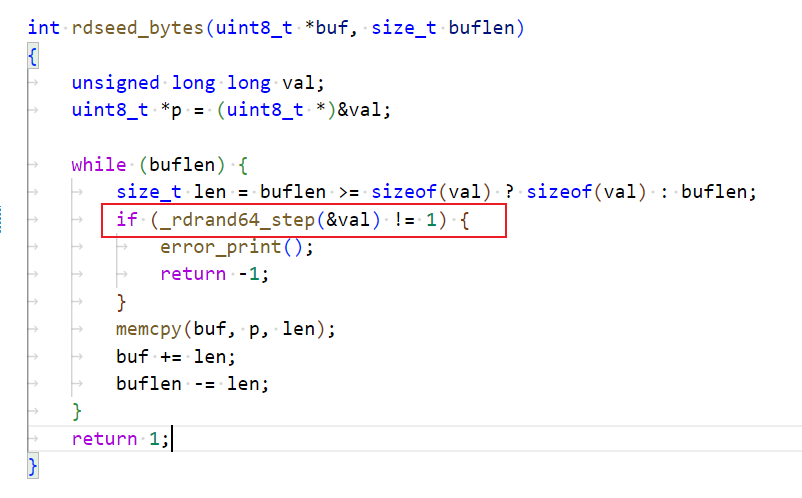 int rdseed_bytes(uint8_t *buf, size_t buflen)
{
unsigned long long val;
uint8_t *p = (uint8_t *)&val;
while (buflen) {
size_t len = buflen >= sizeof(val) ? sizeof(val) : buflen;
if (_rdrand64_step(&val) != 1) {
error_print();
return -1;
}
memcpy(buf, p, len);
buf += len;
buflen -= len;
}
return 1;
}